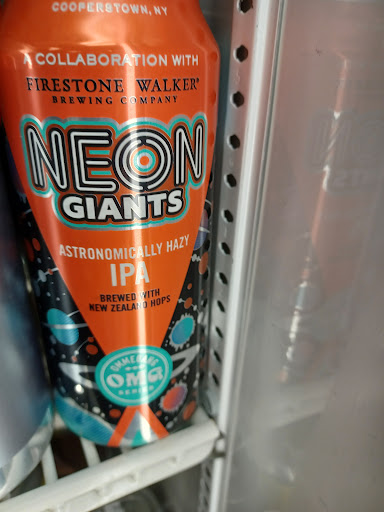 COOPERSTOWN, NY
A COLLABORATION WITH
FIRESTONE WALKER®
BREWING COMPANY
NEON
GIANTS
ASTRONOMICALLY HAZY
IPA
BREWED WITH
NEW ZEALAND HOPS
OMMEGANG
OMG
SERIES